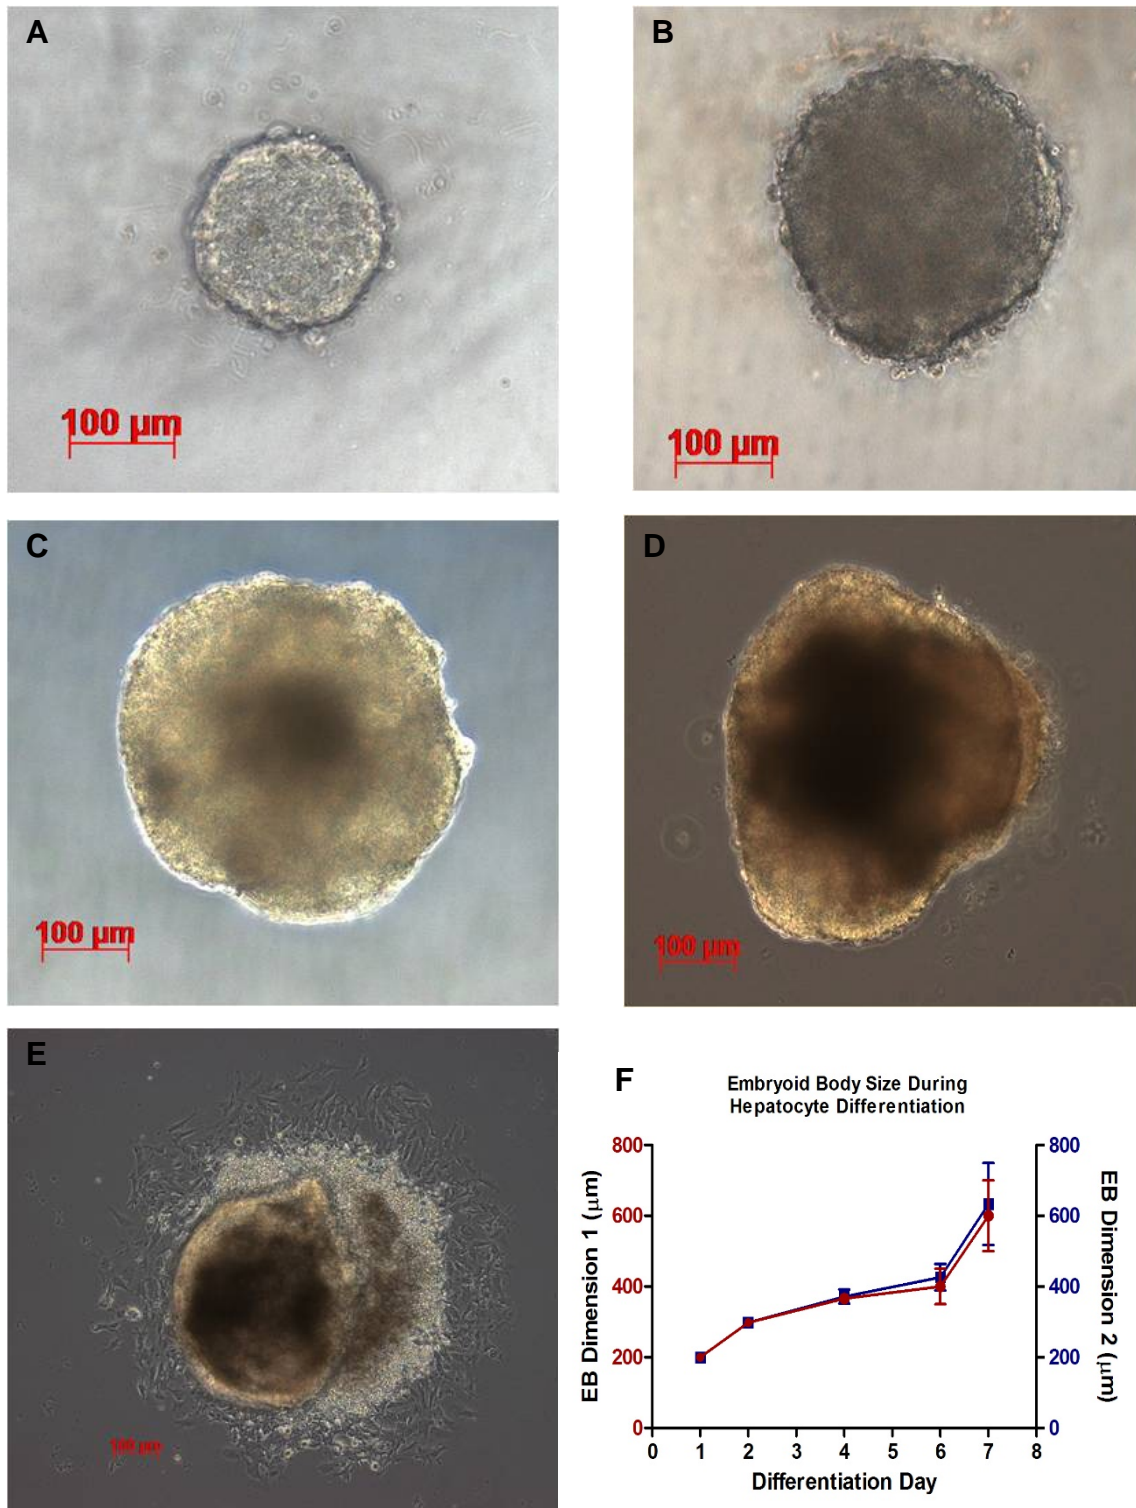 A
100 µm
B
100 µm
C
100 µm
D
100 µm
E
100 µm
F
Embryoid Body Size During
Hepatocyte Differentiation
EB Dimension 1 (µm)
800
600
400
200
0
800
600
400
200
0
EB Dimension 2 (µm)
0 1 2 3 4 5 6 7 8
Differentiation Day